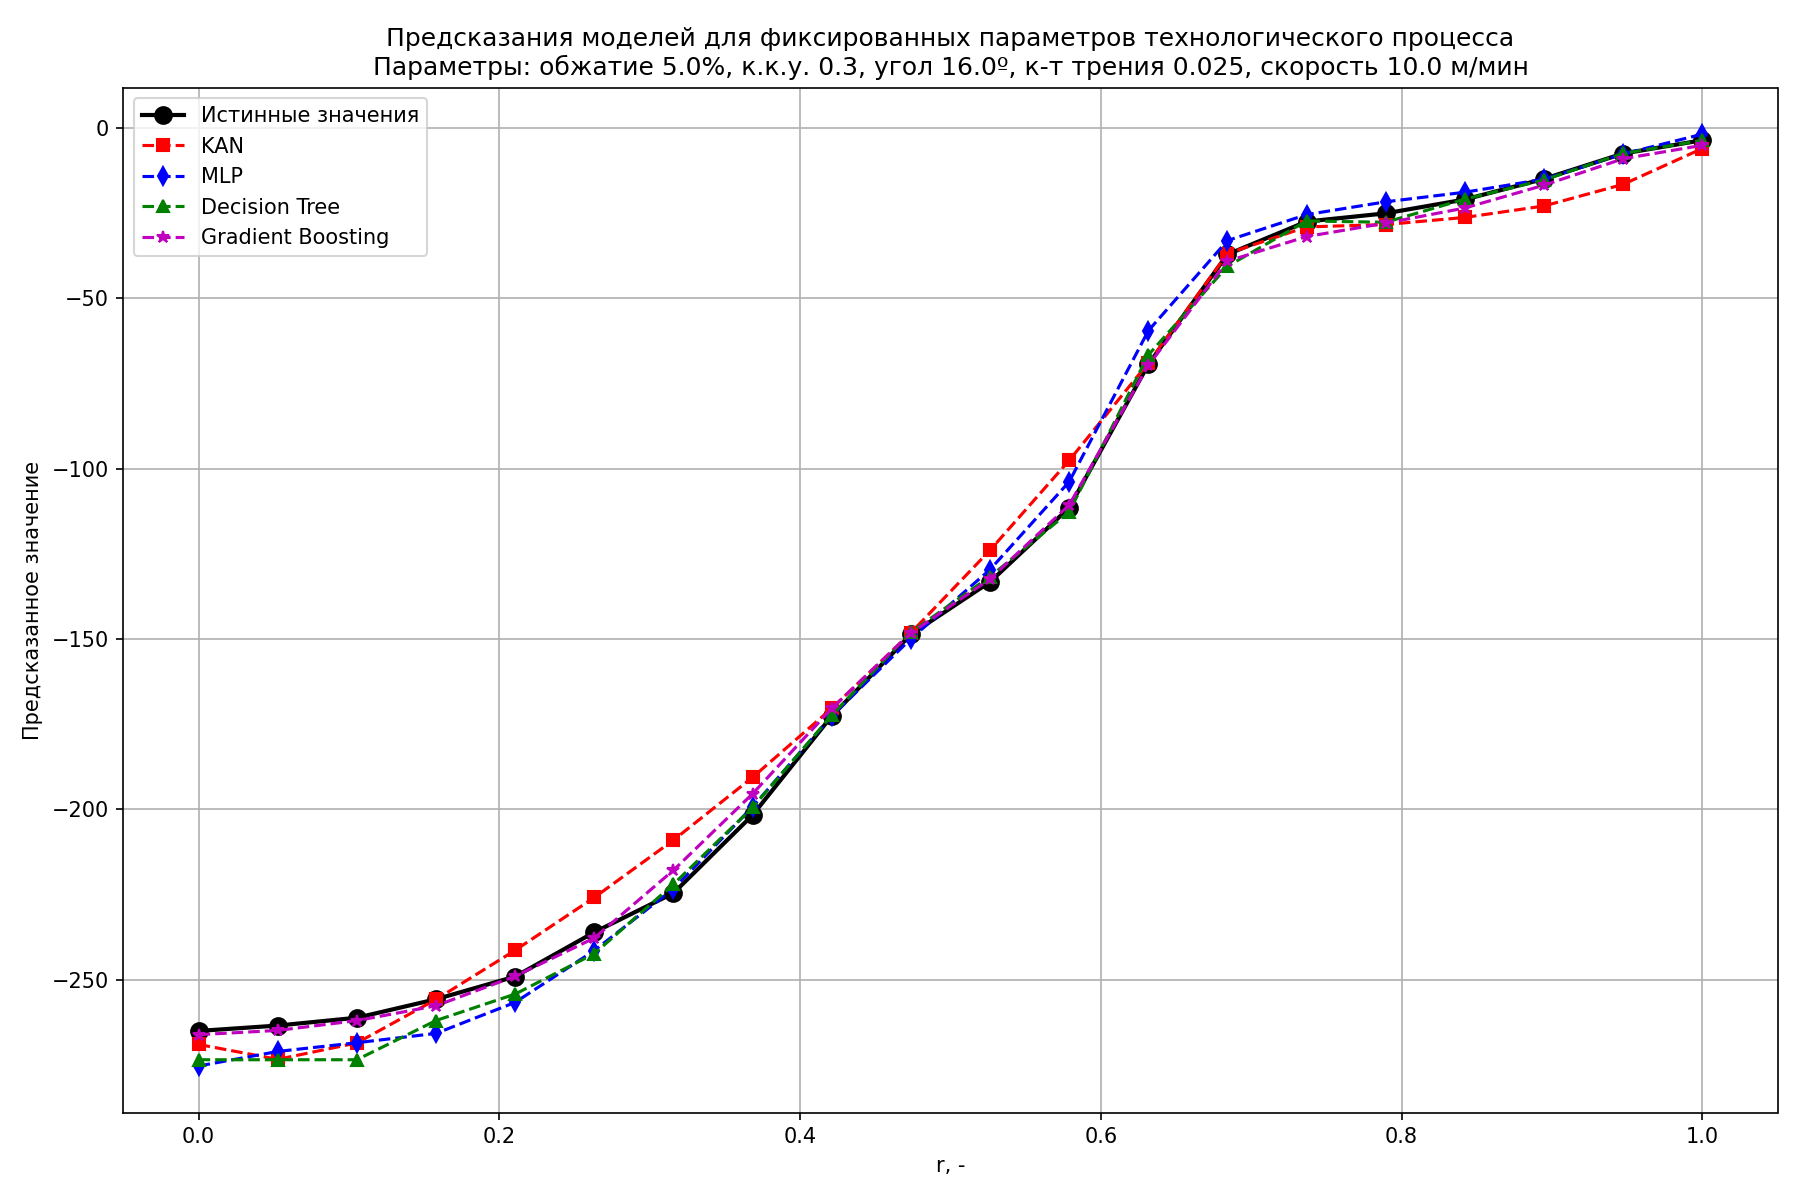 Предсказания моделей для фиксированных параметров технологического процесса
Параметры: обжатие 5.0%, к.к.у. 0.3, угол 16.0º, к-т трения 0.025, скорость 10.0 м/мин
Истинные значения
KAN
MLP
Decision Tree
Gradient Boosting
Предсказанное значение
0
−50
−100
−150
−200
−250
0.0 0.2 0.4 0.6 0.8 1.0
r, -